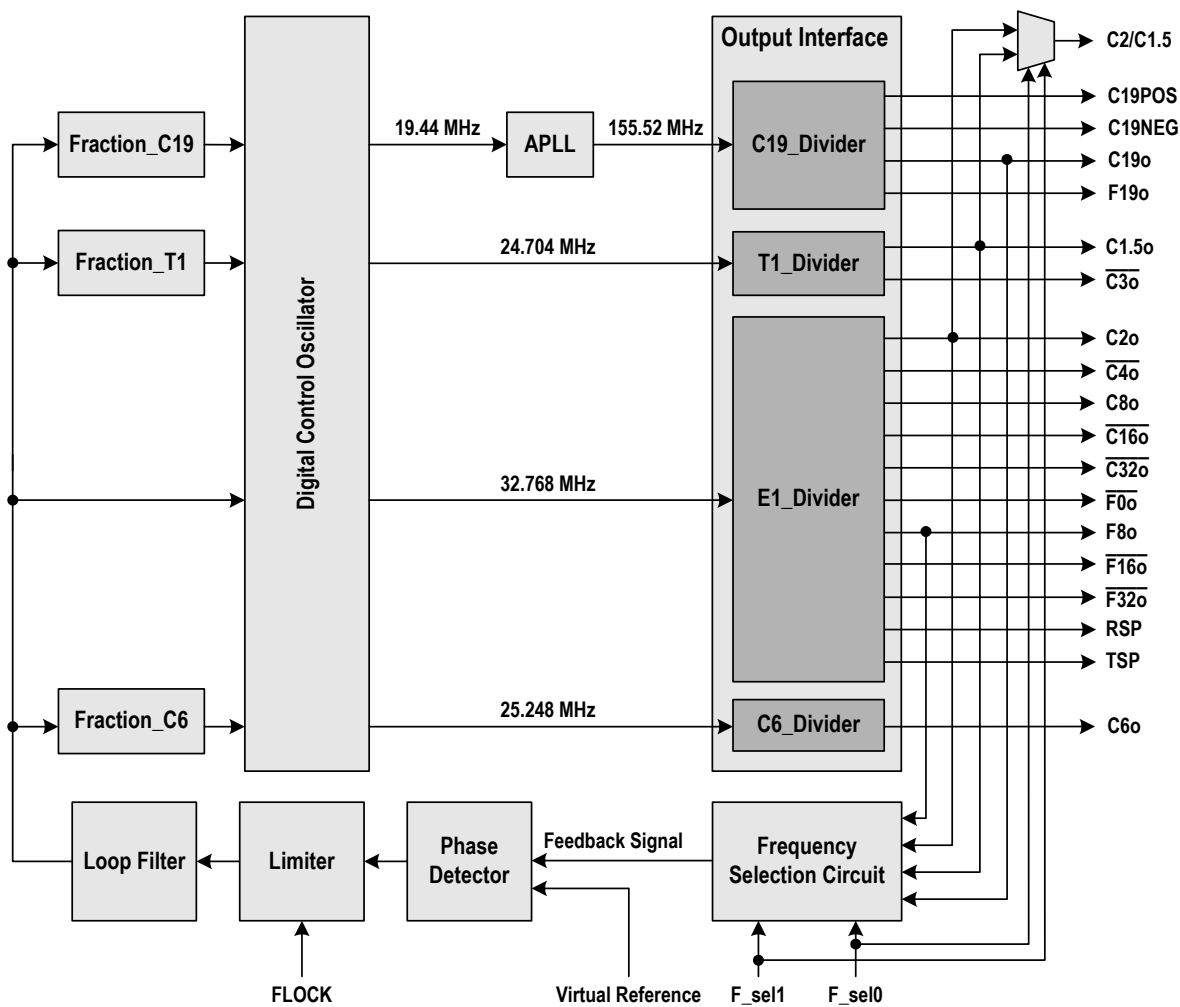 Output Interface
C2/C1.5
C19POS
Fraction_C19
19.44 MHz
APLL
155.52 MHz
C19_Divider
C19NEG
C19o
F19o
Fraction_T1
24.704 MHz
T1_Divider
C1.5o
C3o
Digital Control Oscillator
C2o
C4o
C8o
C16o
C32o
32.768 MHz
E1_Divider
F0o
F8o
F16o
F32o
RSP
TSP
Fraction_C6
25.248 MHz
C6_Divider
C6o
Loop Filter
Limiter
Phase
Detector
Feedback Signal
Frequency
Selection Circuit
FLOCK
Virtual Reference
F_sel1
F_sel0